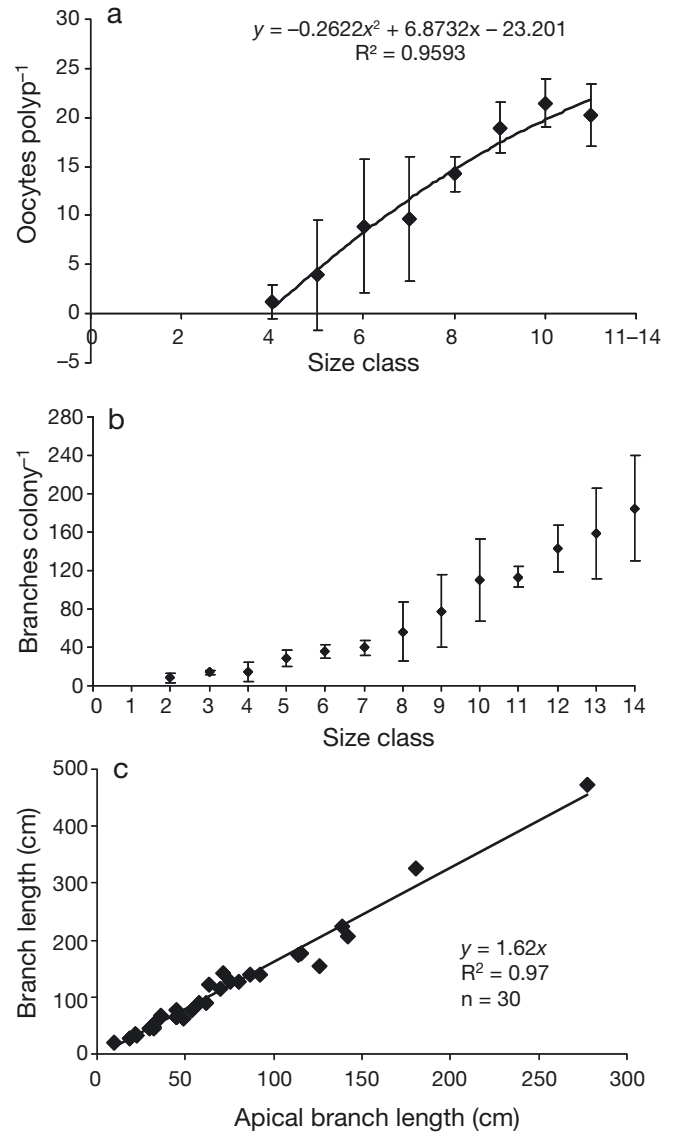 a
y = –0.2622x² + 6.8732x – 23.201
R² = 0.9593
Oocytes polyp⁻¹
30
25
20
15
10
5
0
–5
0 2 4 6 8 10 11–14
Size class
b
Branches colony⁻¹
280
240
200
160
120
80
40
0
0 1 2 3 4 5 6 7 8 9 10 11 12 13 14
Size class
c
Branch length (cm)
500
400
300
200
100
0
y = 1.62x
R² = 0.97
n = 30
0 50 100 150 200 250 300
Apical branch length (cm)